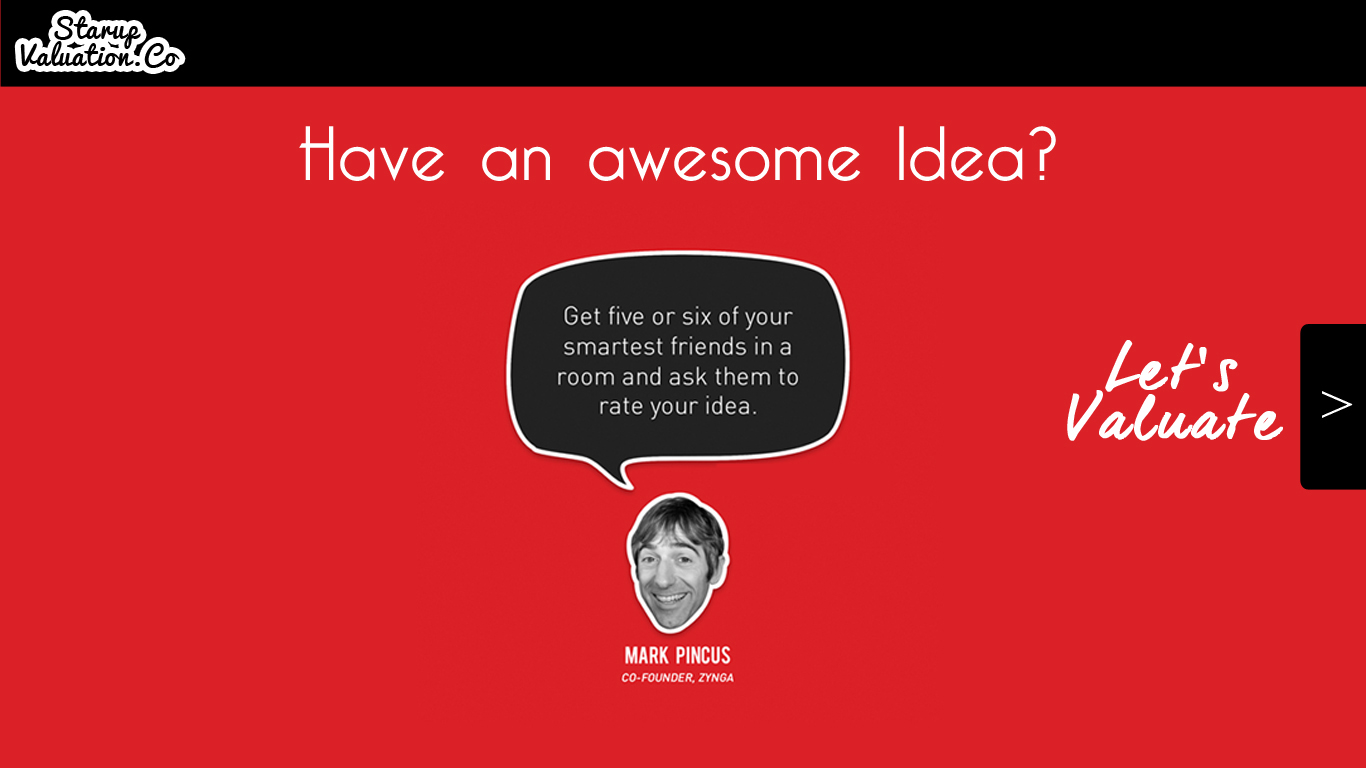 Starup
Valuation.Co
Have an awesome Idea?
Get five or six of your
smartest friends in a
room and ask them to
rate your idea.
Let's
Valuate
>
MARK PINCUS
CO-FOUNDER, ZYNGA